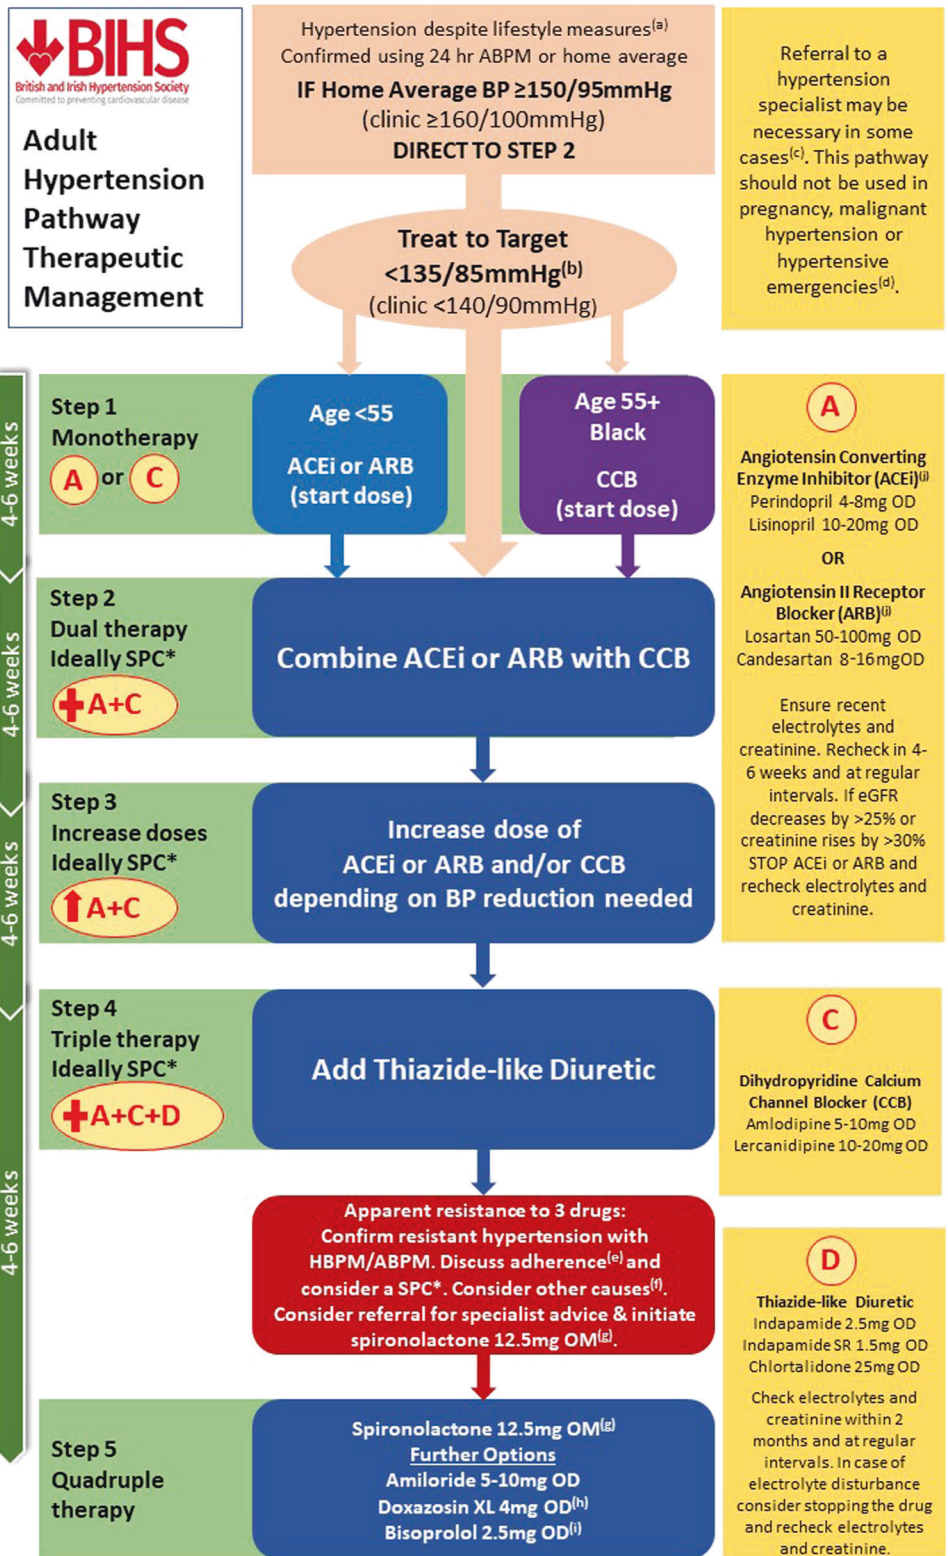 BIHS
British and Irish Hypertension Society
Committed to preventing cardiovascular disease
Adult
Hypertension
Pathway
Therapeutic
Management
Hypertension despite lifestyle measures(a)
Confirmed using 24 hr ABPM or home average
IF Home Average BP ≥150/95mmHg
(clinic ≥160/100mmHg)
DIRECT TO STEP 2
Referral to a
hypertension
specialist may be
necessary in some
cases(c). This pathway
should not be used in
pregnancy, malignant
hypertension or
hypertensive
emergencies(d).
Treat to Target
<135/85mmHg(b)
(clinic <140/90mmHg)
4-6 weeks
Step 1
Monotherapy
A or C
Age <55
ACEi or ARB
(start dose)
Age 55+
Black
CCB
(start dose)
A
Angiotensin Converting
Enzyme Inhibitor (ACEi)(j)
Perindopril 4-8mg OD
Lisinopril 10-20mg OD
OR
Angiotensin II Receptor
Blocker (ARB)(j)
Losartan 50-100mg OD
Candesartan 8-16mgOD
Ensure recent
electrolytes and
creatinine. Recheck in 4-
6 weeks and at regular
intervals. If eGFR
decreases by >25% or
creatinine rises by >30%
STOP ACEi or ARB and
recheck electrolytes and
creatinine.
4-6 weeks
Step 2
Dual therapy
Ideally SPC*
+A+C
Combine ACEi or ARB with CCB
4-6 weeks
Step 3
Increase doses
Ideally SPC*
A+C
Increase dose of
ACEi or ARB and/or CCB
depending on BP reduction needed
4-6 weeks
Step 4
Triple therapy
Ideally SPC*
+A+C+D
Add Thiazide-like Diuretic
C
Dihydropyridine Calcium
Channel Blocker (CCB)
Amlodipine 5-10mg OD
Lercanidipine 10-20mg OD
Apparent resistance to 3 drugs:
Confirm resistant hypertension with
HBPM/ABPM. Discuss adherence(e) and
consider a SPC*. Consider other causes(f).
Consider referral for specialist advice & initiate
spironolactone 12.5mg OM(g).
D
Thiazide-like Diuretic
Indapamide 2.5mg OD
Indapamide SR 1.5mg OD
Chlortalidone 25mg OD
Check electrolytes and
creatinine within 2
months and at regular
intervals. In case of
electrolyte disturbance
consider stopping the drug
and recheck electrolytes
and creatinine.
Step 5
Quadruple
therapy
Spironolactone 12.5mg OM(g)
Further Options
Amiloride 5-10mg OD
Doxazosin XL 4mg OD(h)
Bisoprolol 2.5mg OD(i)